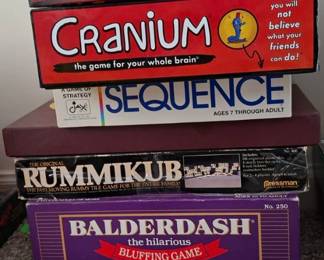 you will
not
believe
what your
friends
can do!
CRANIUM
the game for your whole brain
A GAME OF
STRATEGY
Jax
SEQUENCE
AGES 7 THROUGH ADULT
THE ORIGINAL
RUMMIKUB
THE FAST MOVING RUMMY TILE GAME FOR THE ENTIRE FAMILY!
Pressman
No. 250
BALDERDASH
the hilarious
BLUFFING GAME